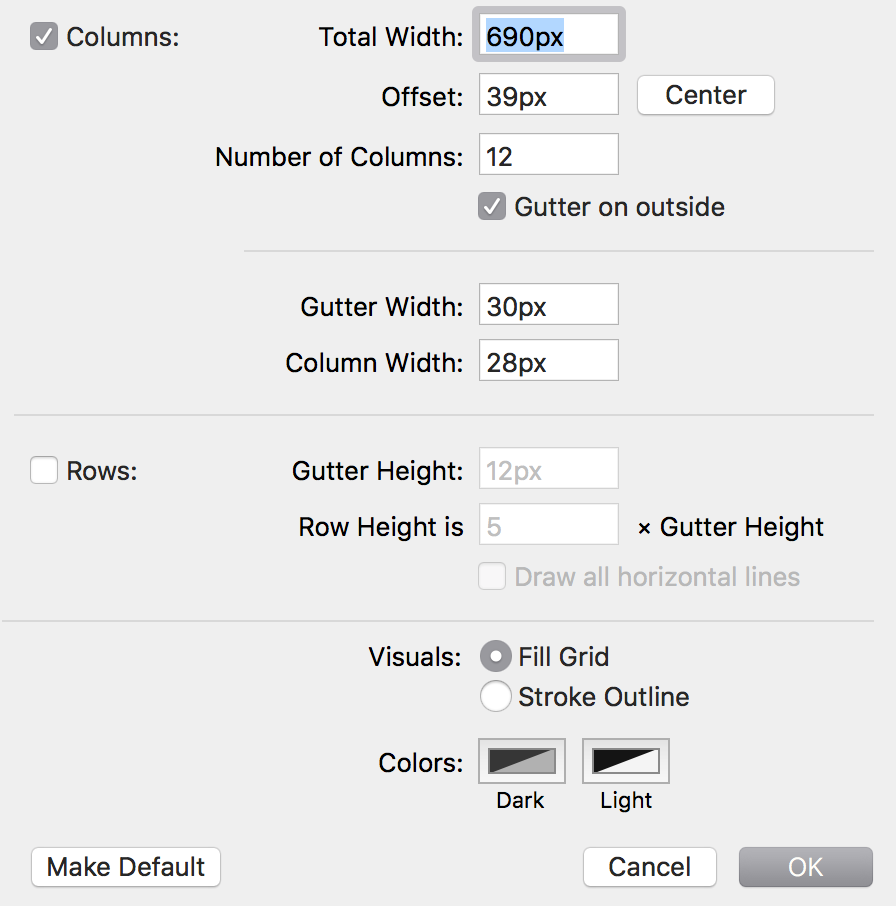 Columns: Total Width: 690px
Offset: 39px Center
Number of Columns: 12
Gutter on outside
Gutter Width: 30px
Column Width: 28px
Rows: Gutter Height: 12px
Row Height is 5 × Gutter Height
Draw all horizontal lines
Visuals: Fill Grid
Stroke Outline
Colors:
Dark Light
Make Default Cancel OK